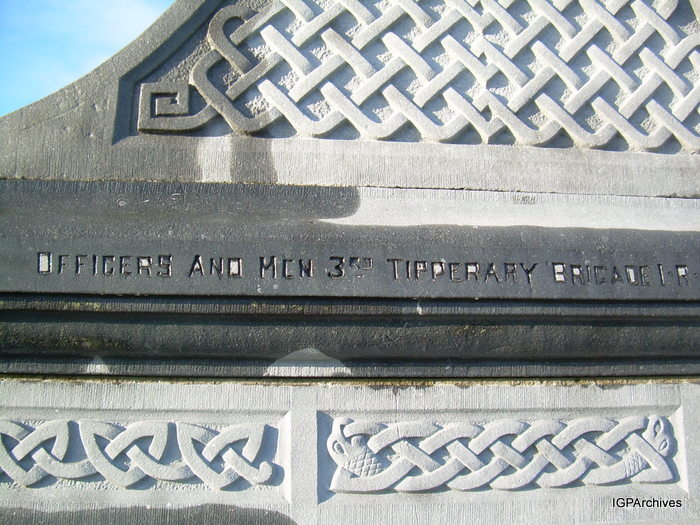 OFFICERS AND MEN 3RD TIPPERARY BRIGADE I·R·
IGPArchives